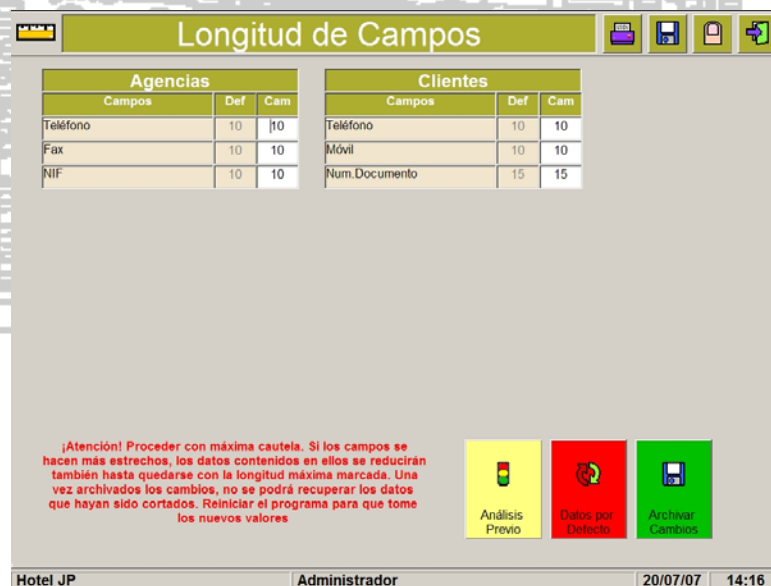 Longitud de Campos
Agencias
Campos Def Cam
Teléfono 10 10
Fax 10 10
NIF 10 10
Clientes
Campos Def Cam
Teléfono 10 10
Móvil 10 10
Num.Documento 15 15
¡Atención! Proceder con máxima cautela. Si los campos se
hacen más estrechos, los datos contenidos en ellos se reducirán
también hasta quedarse con la longitud máxima marcada. Una
vez archivados los cambios, no se podrá recuperar los datos
que hayan sido cortados. Reiniciar el programa para que tome
los nuevos valores
Análisis
Previo
Datos por
Defecto
Archivar
Cambios
Hotel JP Administrador 20/07/07 14:16